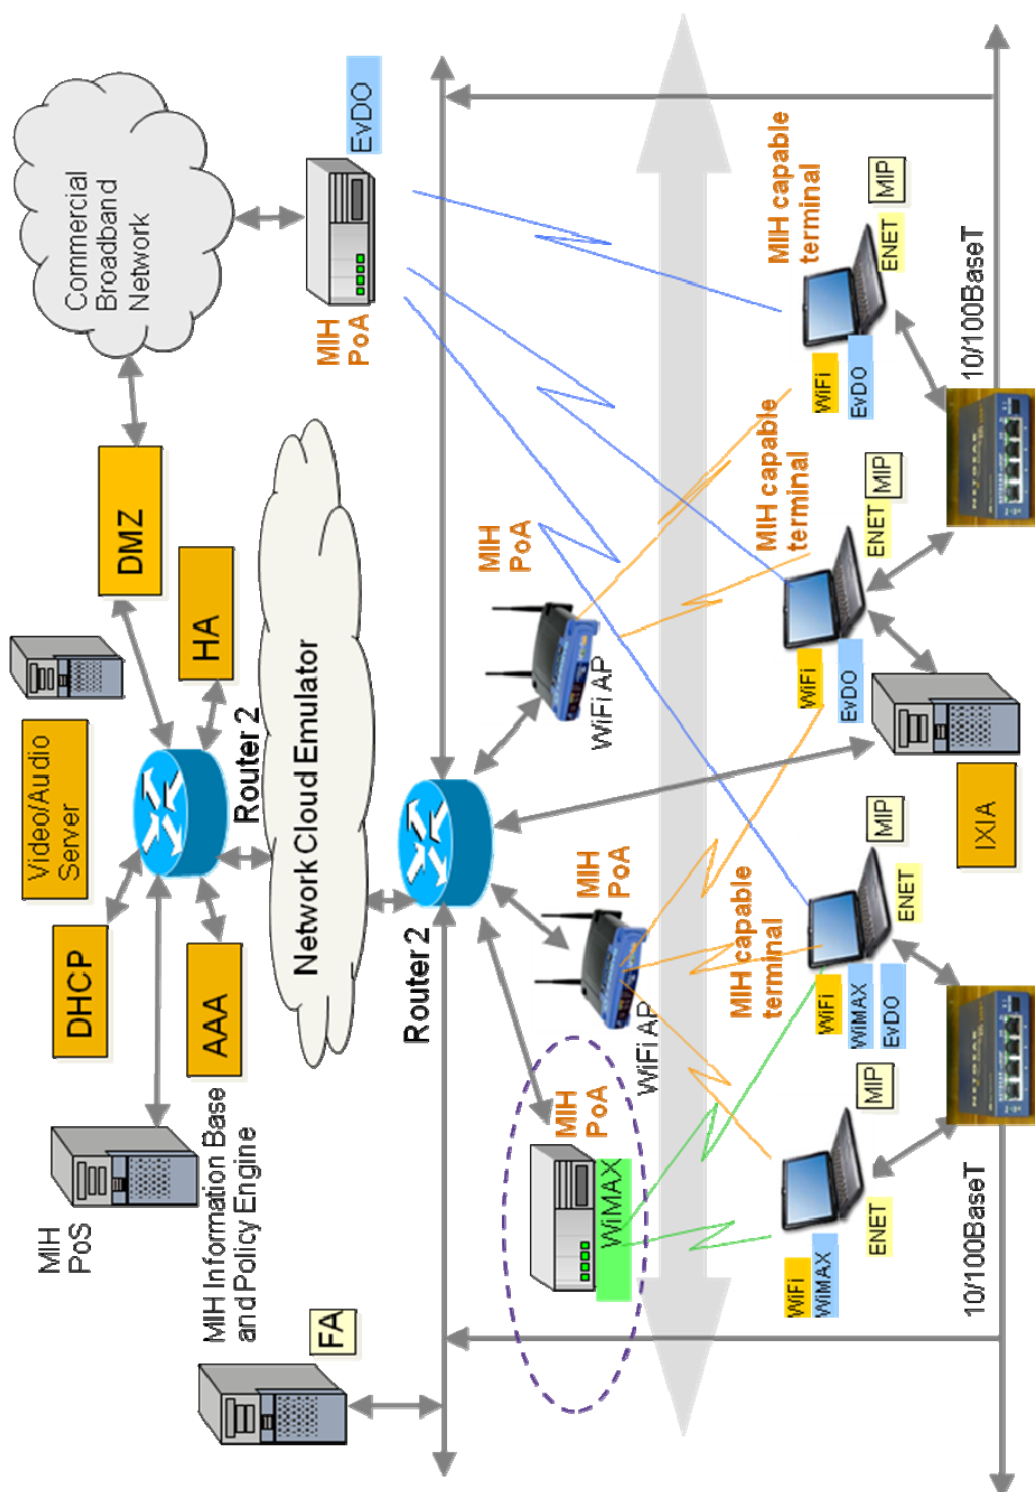 Commercial
Broadband
Network
EvDO
MIH
PoA
DMZ
HA
Video/Audio
Server
Router 2
DHCP
AAA
MIH
PoS
MIH Information Base
and Policy Engine
FA
Network Cloud Emulator
Router 2
MIH
PoA
WiFi AP
MIH
PoA
WiFi AP
MIH
PoA
WiMAX
MIH capable
terminal
MIP
ENET
WiFi
EvDO
10/100BaseT
MIH capable
terminal
MIP
ENET
WiFi
EvDO
NETGEAR
IXIA
MIH capable
terminal
MIP
ENET
WiFi
WiMAX
EvDO
MIP
ENET
WiFi
WiMAX
NETGEAR
10/100BaseT